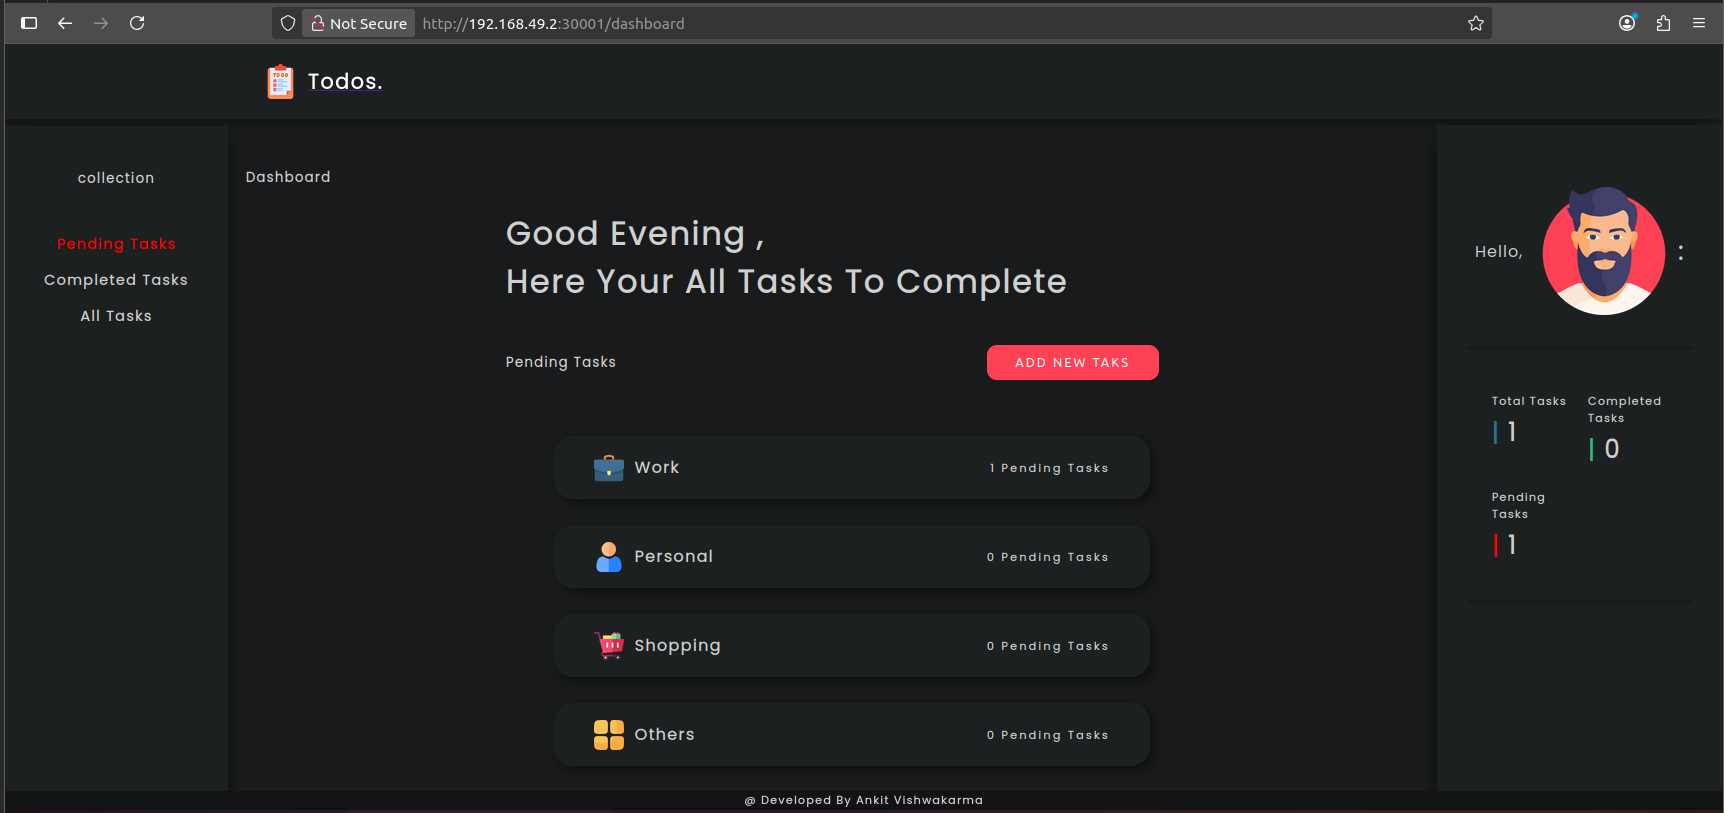 Not Secure http://192.168.49.2:30001/dashboard
TO DO
Todos.
collection
Pending Tasks
Completed Tasks
All Tasks
Dashboard
Good Evening ,
Here Your All Tasks To Complete
Pending Tasks
ADD NEW TAKS
Work
1 Pending Tasks
Personal
0 Pending Tasks
Shopping
0 Pending Tasks
Others
0 Pending Tasks
Hello,
:
Total Tasks
| 1
Completed
Tasks
| 0
Pending
Tasks
| 1
@ Developed By Ankit Vishwakarma